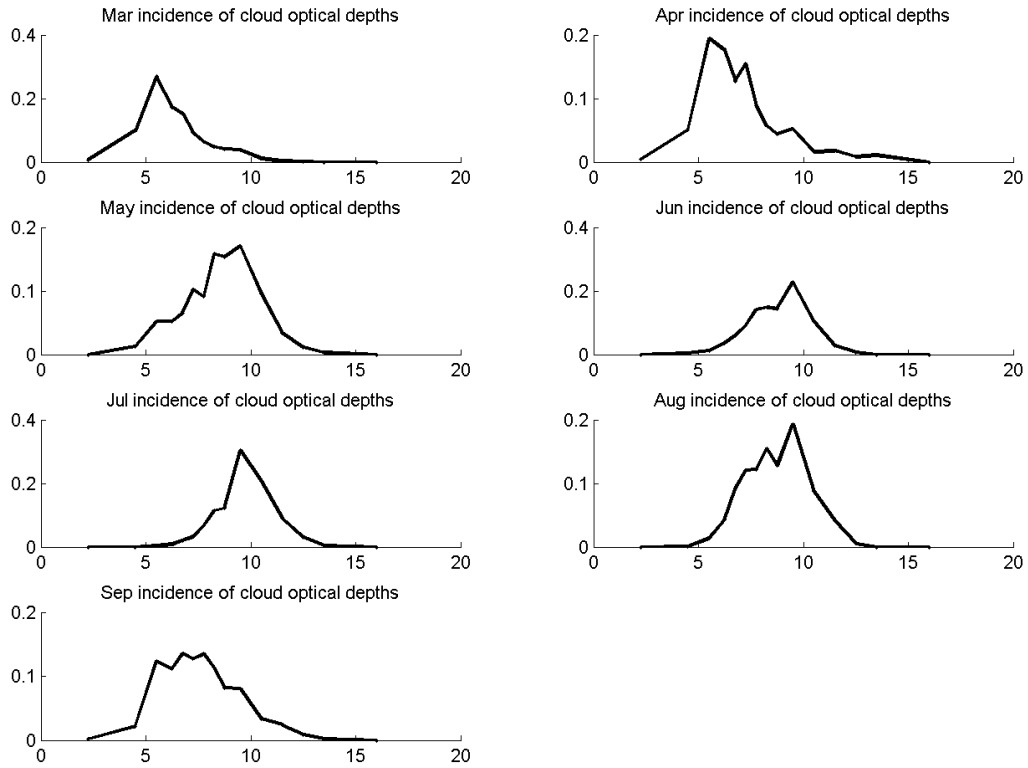 Mar incidence of cloud optical depths
0.4
0.2
0
0 5 10 15 20
Apr incidence of cloud optical depths
0.2
0.1
0
0 5 10 15 20
May incidence of cloud optical depths
0.2
0.1
0
0 5 10 15 20
Jun incidence of cloud optical depths
0.4
0.2
0
0 5 10 15 20
Jul incidence of cloud optical depths
0.4
0.2
0
0 5 10 15 20
Aug incidence of cloud optical depths
0.2
0.1
0
0 5 10 15 20
Sep incidence of cloud optical depths
0.2
0.1
0
0 5 10 15 20